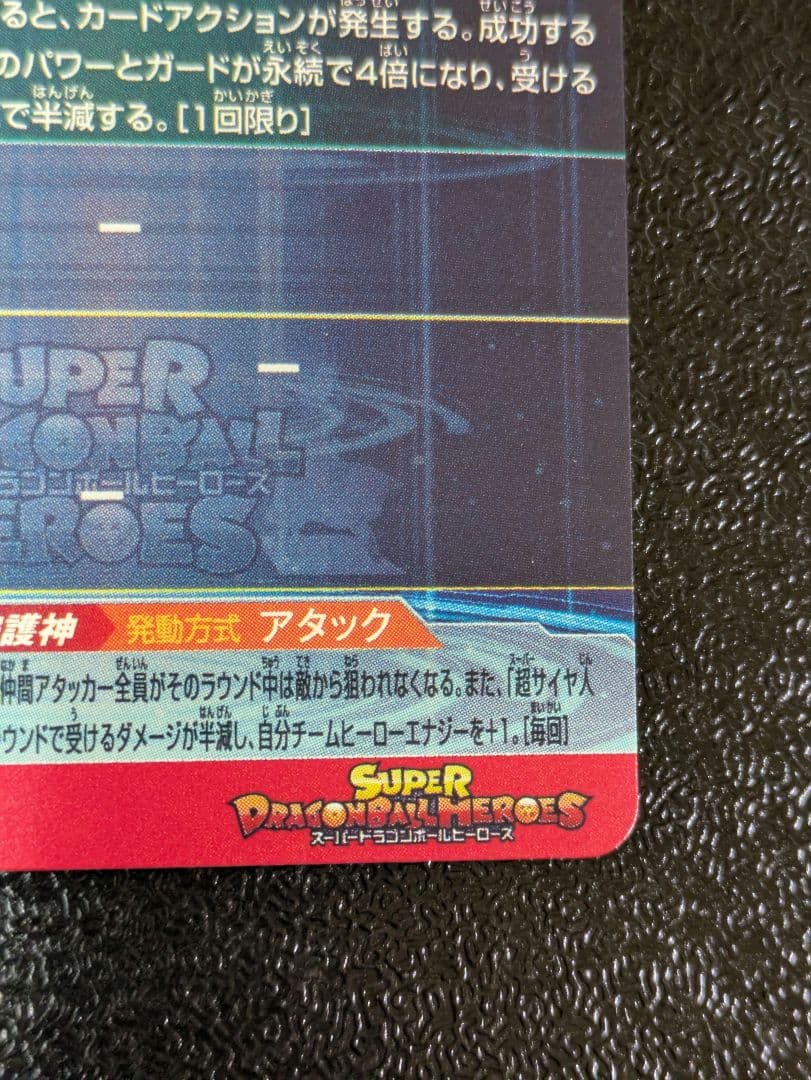 ると、カードアクションが発生する。成功する
のパワーとガードが永続で4倍になり、受ける
で半減する。[1回限り]
SUPER
DRAGONBALL
ドラゴンボールヒーローズ
HEROES
護神 発動方式 アタック
仲間アタッカー全員がそのラウンド中は敵から狙われなくなる。また、「超サイヤ人
ウンドで受けるダメージが半減し、自分チームヒーローエナジーを+1。[毎回]
SUPER
DRAGONBALL HEROES
スーパードラゴンボールヒーローズ